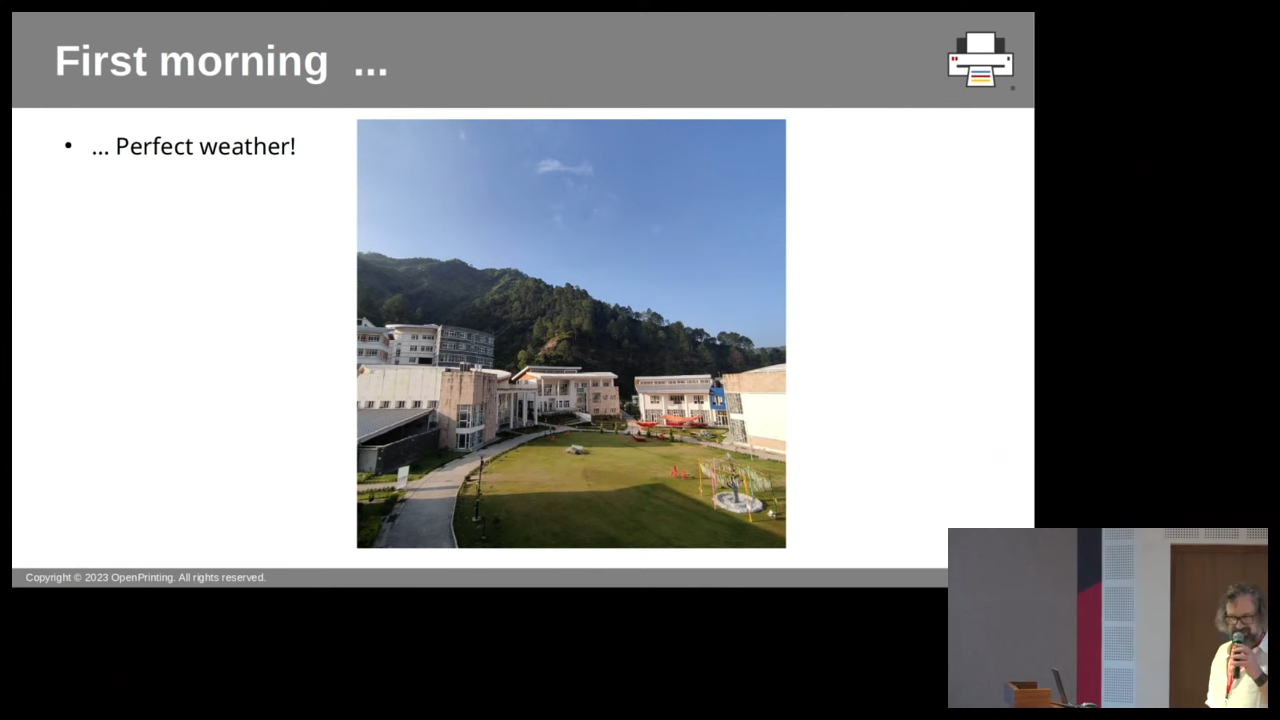 First morning ...
• ... Perfect weather!
Copyright © 2023 OpenPrinting. All rights reserved.